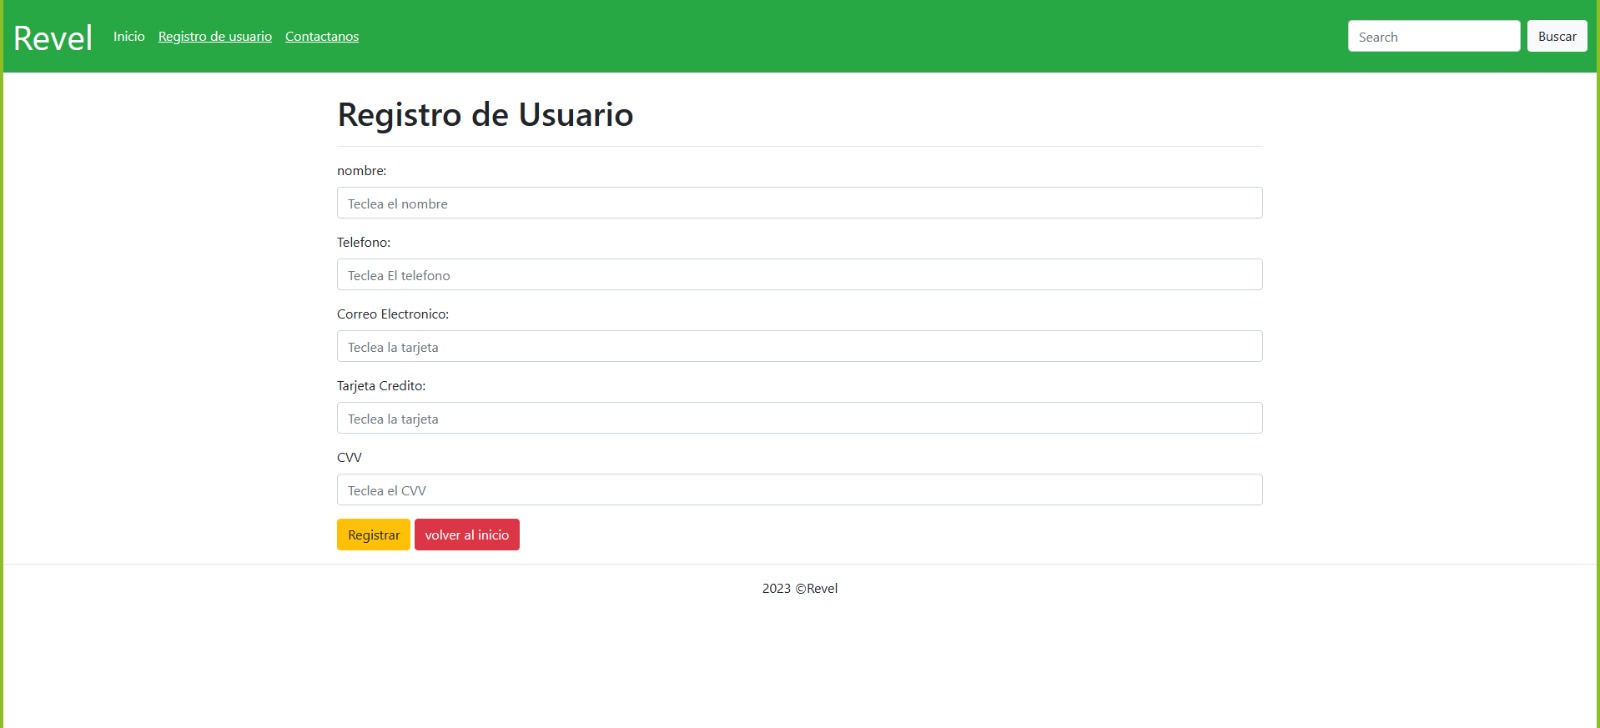 Revel Inicio Registro de usuario Contactanos Search Buscar
Registro de Usuario
nombre:
Teclea el nombre
Telefono:
Teclea El telefono
Correo Electronico:
Teclea la tarjeta
Tarjeta Credito:
Teclea la tarjeta
CVV
Teclea el CVV
Registrar volver al inicio
2023 ©Revel